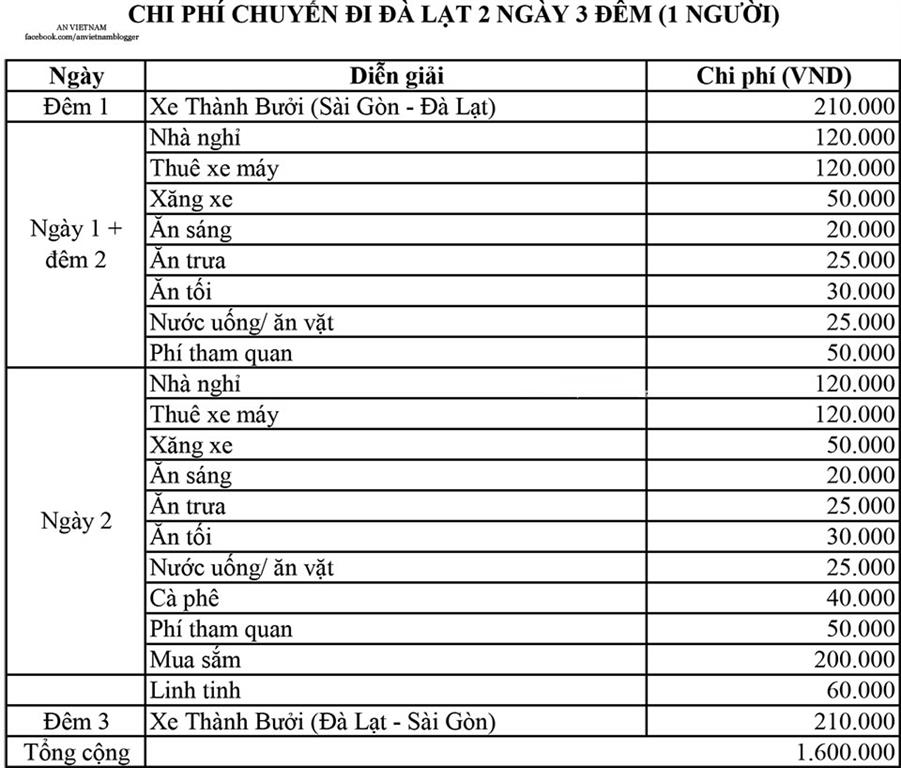 CHI PHÍ CHUYẾN ĐI ĐÀ LẠT 2 NGÀY 3 ĐÊM (1 NGƯỜI)
AN VIETNAM
facebook.com/anvietnamblogger
Ngày Diễn giải Chi phí (VND)
Đêm 1 Xe Thành Bưởi (Sài Gòn - Đà Lạt) 210.000
Ngày 1 + đêm 2
Nhà nghỉ 120.000
Thuê xe máy 120.000
Xăng xe 50.000
Ăn sáng 20.000
Ăn trưa 25.000
Ăn tối 30.000
Nước uống/ ăn vặt 25.000
Phí tham quan 50.000
Ngày 2
Nhà nghỉ 120.000
Thuê xe máy 120.000
Xăng xe 50.000
Ăn sáng 20.000
Ăn trưa 25.000
Ăn tối 30.000
Nước uống/ ăn vặt 25.000
Cà phê 40.000
Phí tham quan 50.000
Mua sắm 200.000
Linh tinh 60.000
Đêm 3 Xe Thành Bưởi (Đà Lạt - Sài Gòn) 210.000
Tổng cộng 1.600.000